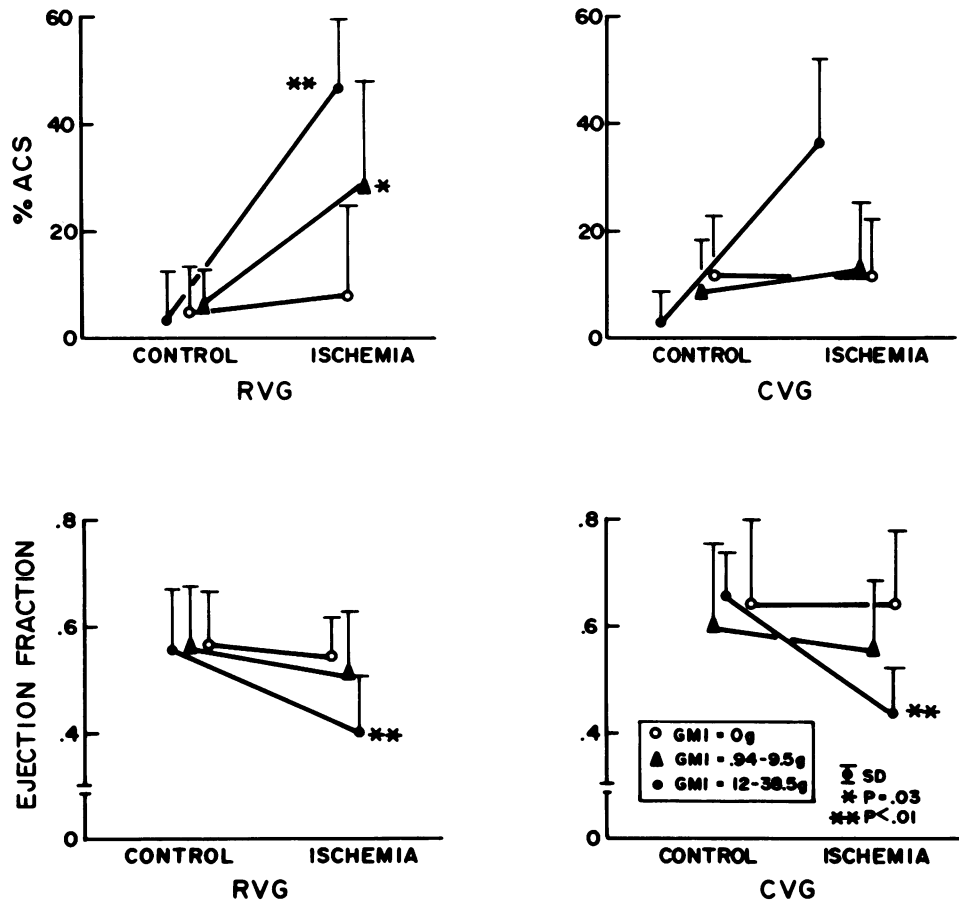 60
40
20
0
% ACS
**
*
CONTROL ISCHEMIA
RVG
60
40
20
0
CONTROL ISCHEMIA
CVG
.8
.6
.4
0
EJECTION FRACTION
**
CONTROL ISCHEMIA
RVG
.8
.6
.4
0
**
GMI = 0g
GMI = .94-9.5g
GMI = 12-38.5g
SD
* P=.03
** P<.01
CONTROL ISCHEMIA
CVG